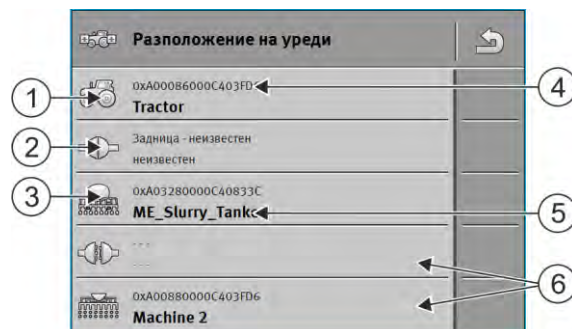 Разположение на уреди
1
0xA00086000C403FD
4
Tractor
2
Задница - неизвестен
неизвестен
3
0xA03280000C40833C
ME_Slurry_Tank
5
- - -
- - -
6
0xA00880000C403FD6
Machine 2